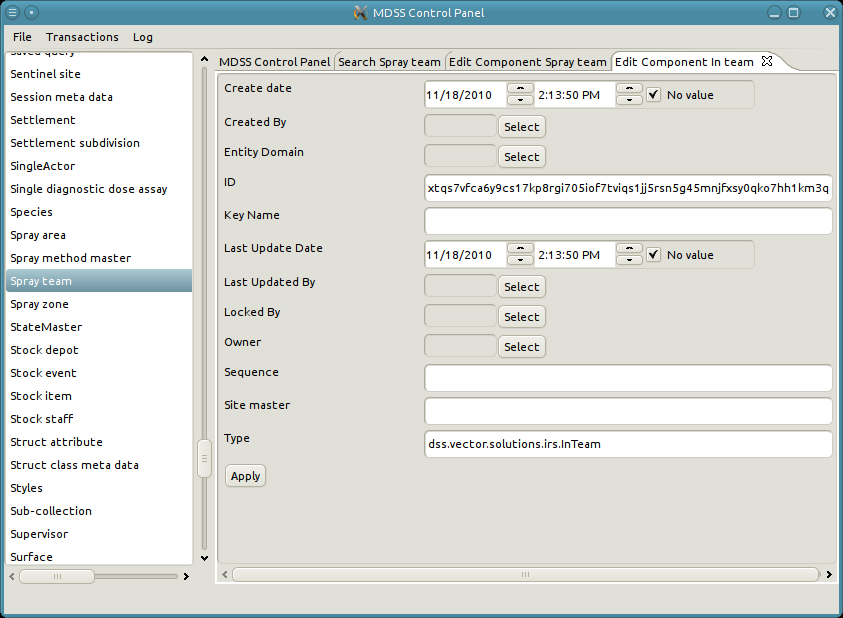 MDSS Control Panel
File Transactions Log
Saved query
Sentinel site
Session meta data
Settlement
Settlement subdivision
SingleActor
Single diagnostic dose assay
Species
Spray area
Spray method master
Spray team
Spray zone
StateMaster
Stock depot
Stock event
Stock item
Stock staff
Struct attribute
Struct class meta data
Styles
Sub-collection
Supervisor
Surface
MDSS Control Panel Search Spray team Edit Component Spray team Edit Component In team
Create date 11/18/2010 2:13:50 PM No value
Created By Select
Entity Domain Select
ID xtqs7vfca6y9cs17kp8rgi705iof7tviqs1jj5rsn5g45mnjfxsy0qko7hh1km3q
Key Name
Last Update Date 11/18/2010 2:13:50 PM No value
Last Updated By Select
Locked By Select
Owner Select
Sequence
Site master
Type dss.vector.solutions.irs.InTeam
Apply